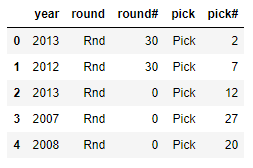 year round round# pick pick#
0 2013 Rnd 30 Pick 2
1 2012 Rnd 30 Pick 7
2 2013 Rnd 0 Pick 12
3 2007 Rnd 0 Pick 27
4 2008 Rnd 0 Pick 20